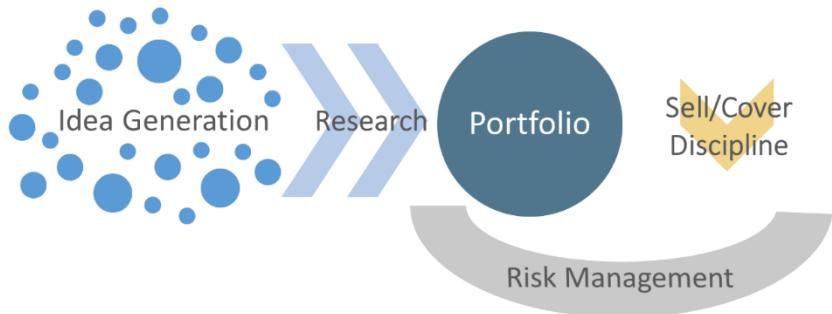 Idea Generation
Research
Portfolio
Sell/Cover
Discipline
Risk Management